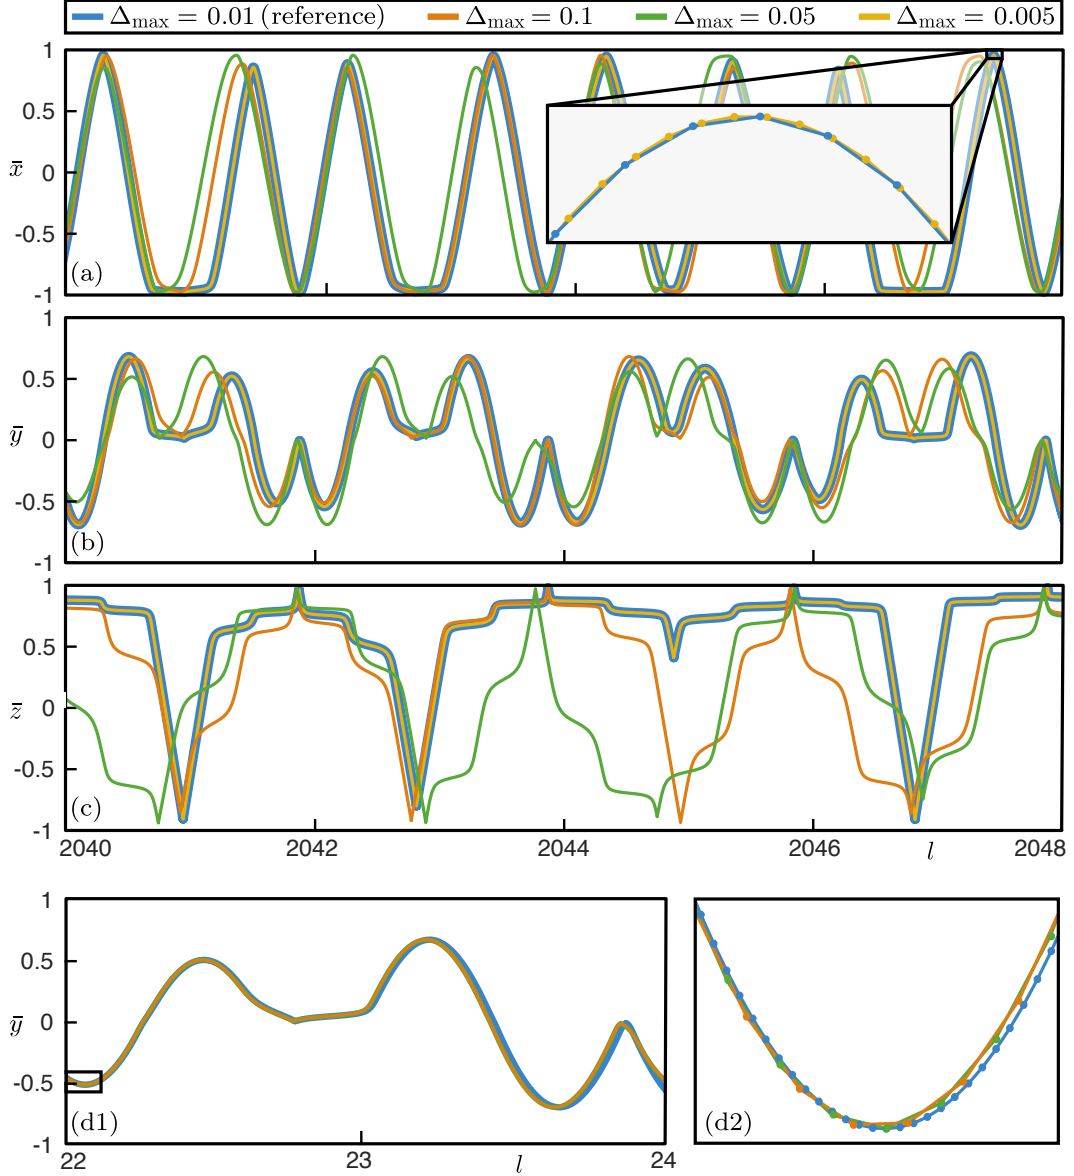 Δmax = 0.01 (reference) Δmax = 0.1 Δmax = 0.05 Δmax = 0.005
1
0.5
x̄ 0
-0.5
(a)
-1
1
0.5
ȳ 0
-0.5
(b)
-1
1
0.5
z̄ 0
-0.5
(c)
-1
2040 2042 2044 2046 l 2048
1
0.5
ȳ 0
-0.5
(d1) (d2)
-1
22 23 l 24